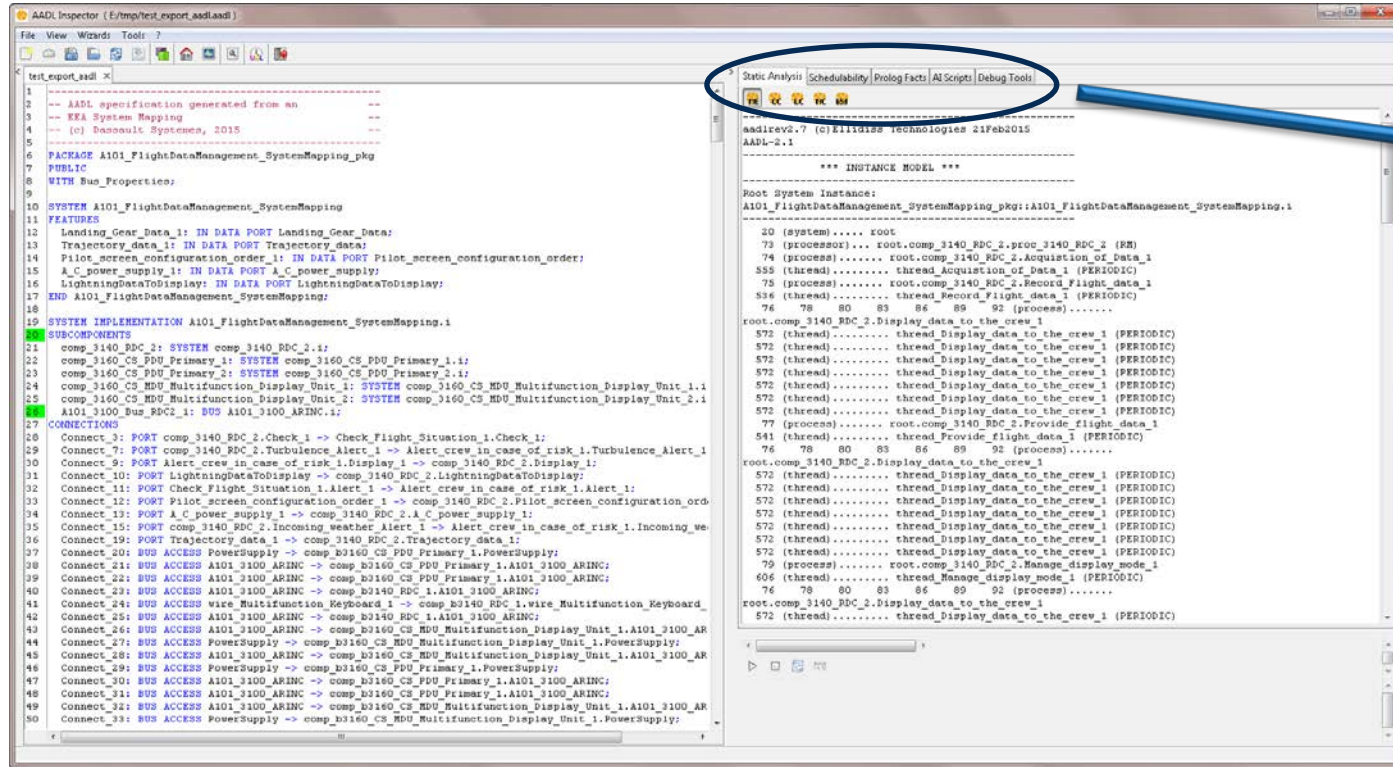 AADL Inspector ( E:/tmp/test_export_aadl.aadl )
File View Wizards Tools ?
test_export_aadl ×
1 --------------------------------------------------
2 -- AADL specification generated from an --
3 -- EEA System Mapping --
4 -- (c) Dassault Systemes, 2015 --
5 --------------------------------------------------
6 PACKAGE A101_FlightDataManagement_SystemMapping_pkg
7 PUBLIC
8 WITH Bus_Properties;
9
10 SYSTEM A101_FlightDataManagement_SystemMapping
11 FEATURES
12 Landing_Gear_Data_1: IN DATA PORT Landing_Gear_Data;
13 Trajectory_data_1: IN DATA PORT Trajectory_data;
14 Pilot_screen_configuration_order_1: IN DATA PORT Pilot_screen_configuration_order;
15 A_C_power_supply_1: IN DATA PORT A_C_power_supply;
16 LightningDataToDisplay: IN DATA PORT LightningDataToDisplay;
17 END A101_FlightDataManagement_SystemMapping;
18
19 SYSTEM IMPLEMENTATION A101_FlightDataManagement_SystemMapping.i
20 SUBCOMPONENTS
21 comp_3140_RDC_2: SYSTEM comp_3140_RDC_2.i;
22 comp_3160_CS_PDU_Primary_1: SYSTEM comp_3160_CS_PDU_Primary_1.i;
23 comp_3160_CS_PDU_Primary_2: SYSTEM comp_3160_CS_PDU_Primary_2.i;
24 comp_3160_CS_MDU_Multifunction_Display_Unit_1: SYSTEM comp_3160_CS_MDU_Multifunction_Display_Unit_1.i
25 comp_3160_CS_MDU_Multifunction_Display_Unit_2: SYSTEM comp_3160_CS_MDU_Multifunction_Display_Unit_2.i
26 A101_3100_Bus_RDC2_1: BUS A101_3100_ARINC.i;
27 CONNECTIONS
28 Connect_3: PORT comp_3140_RDC_2.Check_1 -> Check_Flight_Situation_1.Check_1;
29 Connect_7: PORT comp_3140_RDC_2.Turbulence_Alert_1 -> Alert_crew_in_case_of_risk_1.Turbulence_Alert_1
30 Connect_9: PORT Alert_crew_in_case_of_risk_1.Display_1 -> comp_3140_RDC_2.Display_1;
31 Connect_10: PORT LightningDataToDisplay -> comp_3140_RDC_2.LightningDataToDisplay;
32 Connect_11: PORT Check_Flight_Situation_1.Alert_1 -> Alert_crew_in_case_of_risk_1.Alert_1;
33 Connect_12: PORT Pilot_screen_configuration_order_1 -> comp_3140_RDC_2.Pilot_screen_configuration_ord
34 Connect_13: PORT A_C_power_supply_1 -> comp_3140_RDC_2.A_C_power_supply_1;
35 Connect_15: PORT comp_3140_RDC_2.Incoming_weather_Alert_1 -> Alert_crew_in_case_of_risk_1.Incoming_we
36 Connect_19: PORT Trajectory_data_1 -> comp_3140_RDC_2.Trajectory_data_1;
37 Connect_20: BUS ACCESS PowerSupply -> comp_b3160_CS_PDU_Primary_1.PowerSupply;
38 Connect_21: BUS ACCESS A101_3100_ARINC -> comp_b3160_CS_PDU_Primary_1.A101_3100_ARINC;
39 Connect_22: BUS ACCESS A101_3100_ARINC -> comp_b3160_CS_PDU_Primary_1.A101_3100_ARINC;
40 Connect_23: BUS ACCESS A101_3100_ARINC -> comp_b3140_RDC_1.A101_3100_ARINC;
41 Connect_24: BUS ACCESS wire_Multifunction_Keyboard_1 -> comp_b3140_RDC_1.wire_Multifunction_Keyboard_
42 Connect_25: BUS ACCESS A101_3100_ARINC -> comp_b3140_RDC_1.A101_3100_ARINC;
43 Connect_26: BUS ACCESS A101_3100_ARINC -> comp_b3160_CS_MDU_Multifunction_Display_Unit_1.A101_3100_AR
44 Connect_27: BUS ACCESS PowerSupply -> comp_b3160_CS_MDU_Multifunction_Display_Unit_1.PowerSupply;
45 Connect_28: BUS ACCESS A101_3100_ARINC -> comp_b3160_CS_MDU_Multifunction_Display_Unit_1.A101_3100_AR
46 Connect_29: BUS ACCESS PowerSupply -> comp_b3160_CS_PDU_Primary_1.PowerSupply;
47 Connect_30: BUS ACCESS A101_3100_ARINC -> comp_b3160_CS_PDU_Primary_1.A101_3100_ARINC;
48 Connect_31: BUS ACCESS A101_3100_ARINC -> comp_b3160_CS_PDU_Primary_1.A101_3100_ARINC;
49 Connect_32: BUS ACCESS A101_3100_ARINC -> comp_b3160_CS_MDU_Multifunction_Display_Unit_1.A101_3100_AR
50 Connect_33: BUS ACCESS PowerSupply -> comp_b3160_CS_MDU_Multifunction_Display_Unit_1.PowerSupply;
Static Analysis Schedulability Prolog Facts AI Scripts Debug Tools
--------------------------------------------------
aadlrev2.7 (c)Ellidiss Technologies 21Feb2015
AADL-2.1
--------------------------------------------------
*** INSTANCE MODEL ***
--------------------------------------------------
Root System Instance:
A101_FlightDataManagement_SystemMapping_pkg::A101_FlightDataManagement_SystemMapping.i
--------------------------------------------------
20 (system)..... root
73 (processor)... root.comp_3140_RDC_2.proc_3140_RDC_2 (RM)
74 (process)....... root.comp_3140_RDC_2.Acquistion_of_Data_1
555 (thread)......... thread_Acquistion_of_Data_1 (PERIODIC)
75 (process)....... root.comp_3140_RDC_2.Record_Flight_data_1
536 (thread)......... thread_Record_Flight_data_1 (PERIODIC)
76 78 80 83 86 89 92 (process).......
root.comp_3140_RDC_2.Display_data_to_the_crew_1
572 (thread)......... thread_Display_data_to_the_crew_1 (PERIODIC)
572 (thread)......... thread_Display_data_to_the_crew_1 (PERIODIC)
572 (thread)......... thread_Display_data_to_the_crew_1 (PERIODIC)
572 (thread)......... thread_Display_data_to_the_crew_1 (PERIODIC)
572 (thread)......... thread_Display_data_to_the_crew_1 (PERIODIC)
572 (thread)......... thread_Display_data_to_the_crew_1 (PERIODIC)
572 (thread)......... thread_Display_data_to_the_crew_1 (PERIODIC)
77 (process)....... root.comp_3140_RDC_2.Provide_flight_data_1
541 (thread)......... thread_Provide_flight_data_1 (PERIODIC)
76 78 80 83 86 89 92 (process).......
root.comp_3140_RDC_2.Display_data_to_the_crew_1
572 (thread)......... thread_Display_data_to_the_crew_1 (PERIODIC)
572 (thread)......... thread_Display_data_to_the_crew_1 (PERIODIC)
572 (thread)......... thread_Display_data_to_the_crew_1 (PERIODIC)
572 (thread)......... thread_Display_data_to_the_crew_1 (PERIODIC)
572 (thread)......... thread_Display_data_to_the_crew_1 (PERIODIC)
572 (thread)......... thread_Display_data_to_the_crew_1 (PERIODIC)
572 (thread)......... thread_Display_data_to_the_crew_1 (PERIODIC)
79 (process)....... root.comp_3140_RDC_2.Manage_display_mode_1
606 (thread)......... thread_Manage_display_mode_1 (PERIODIC)
76 78 80 83 86 89 92 (process).......
root.comp_3140_RDC_2.Display_data_to_the_crew_1
572 (thread)......... thread_Display_data_to_the_crew_1 (PERIODIC)